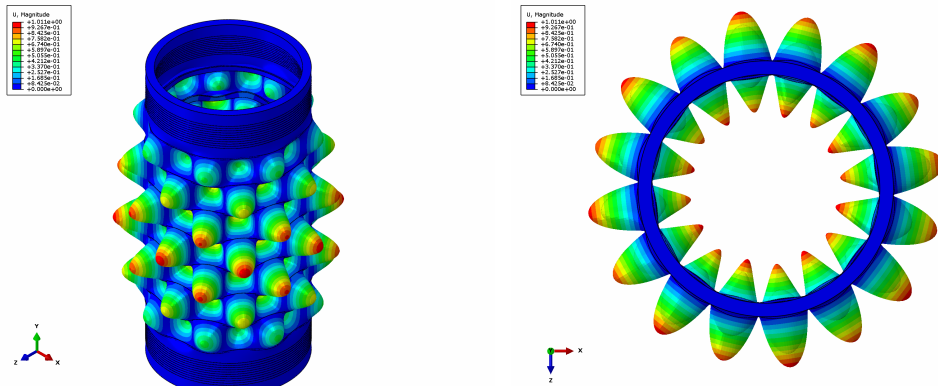 U, Magnitude
+1.011e+00
+9.267e-01
+8.425e-01
+7.582e-01
+6.740e-01
+5.897e-01
+5.055e-01
+4.212e-01
+3.370e-01
+2.527e-01
+1.685e-01
+8.425e-02
+0.000e+00
Y
Z
X
U, Magnitude
+1.011e+00
+9.267e-01
+8.425e-01
+7.582e-01
+6.740e-01
+5.897e-01
+5.055e-01
+4.212e-01
+3.370e-01
+2.527e-01
+1.685e-01
+8.425e-02
+0.000e+00
Y
X
Z